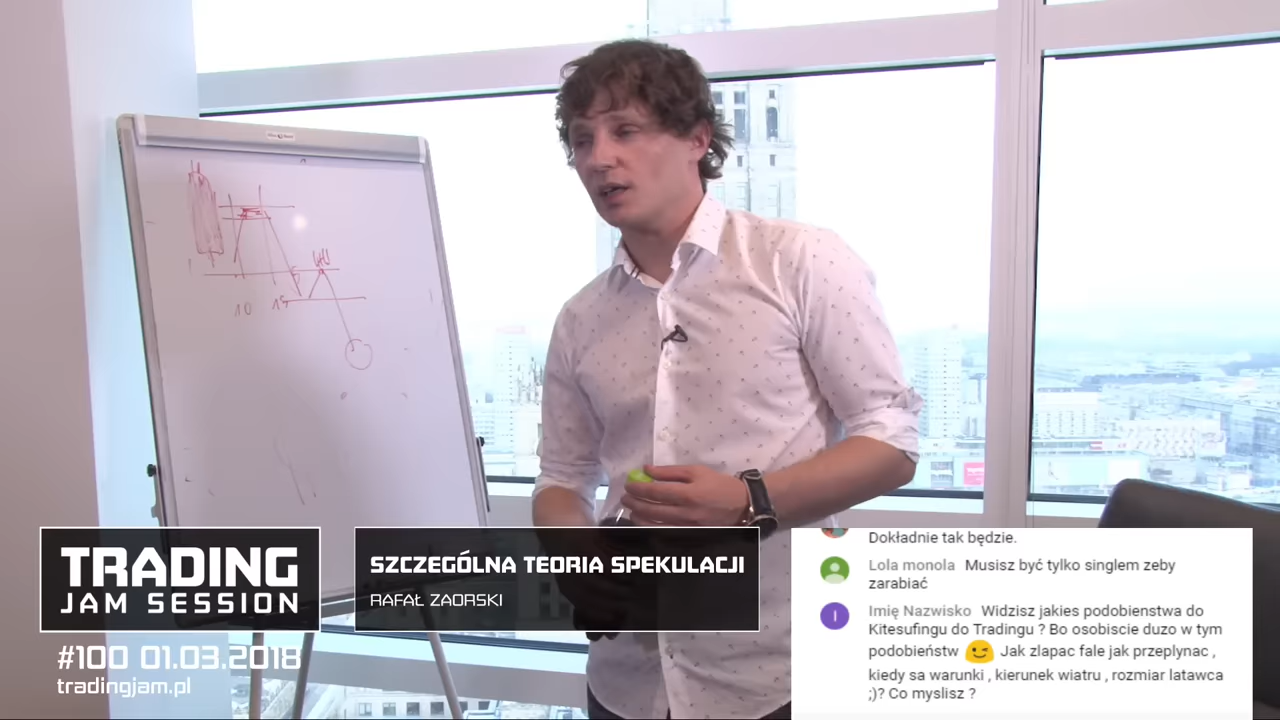 10 15
TRADING
JAM SESSION
#100 01.03.2018
tradingjam.pl
SZCZEGÓLNA TEORIA SPEKULACJI
RAFAŁ ZAORSKI
Dokładnie tak będzie.
Lola monola Musisz być tylko singlem zeby
zarabiać
I
Imię Nazwisko Widzisz jakies podobienstwa do
Kitesufingu do Tradingu ? Bo osobiscie duzo w tym
podobieństw 😉 Jak zlapac fale jak przeplynac ,
kiedy sa warunki , kierunek wiatru , rozmiar latawca
;)? Co myslisz ?